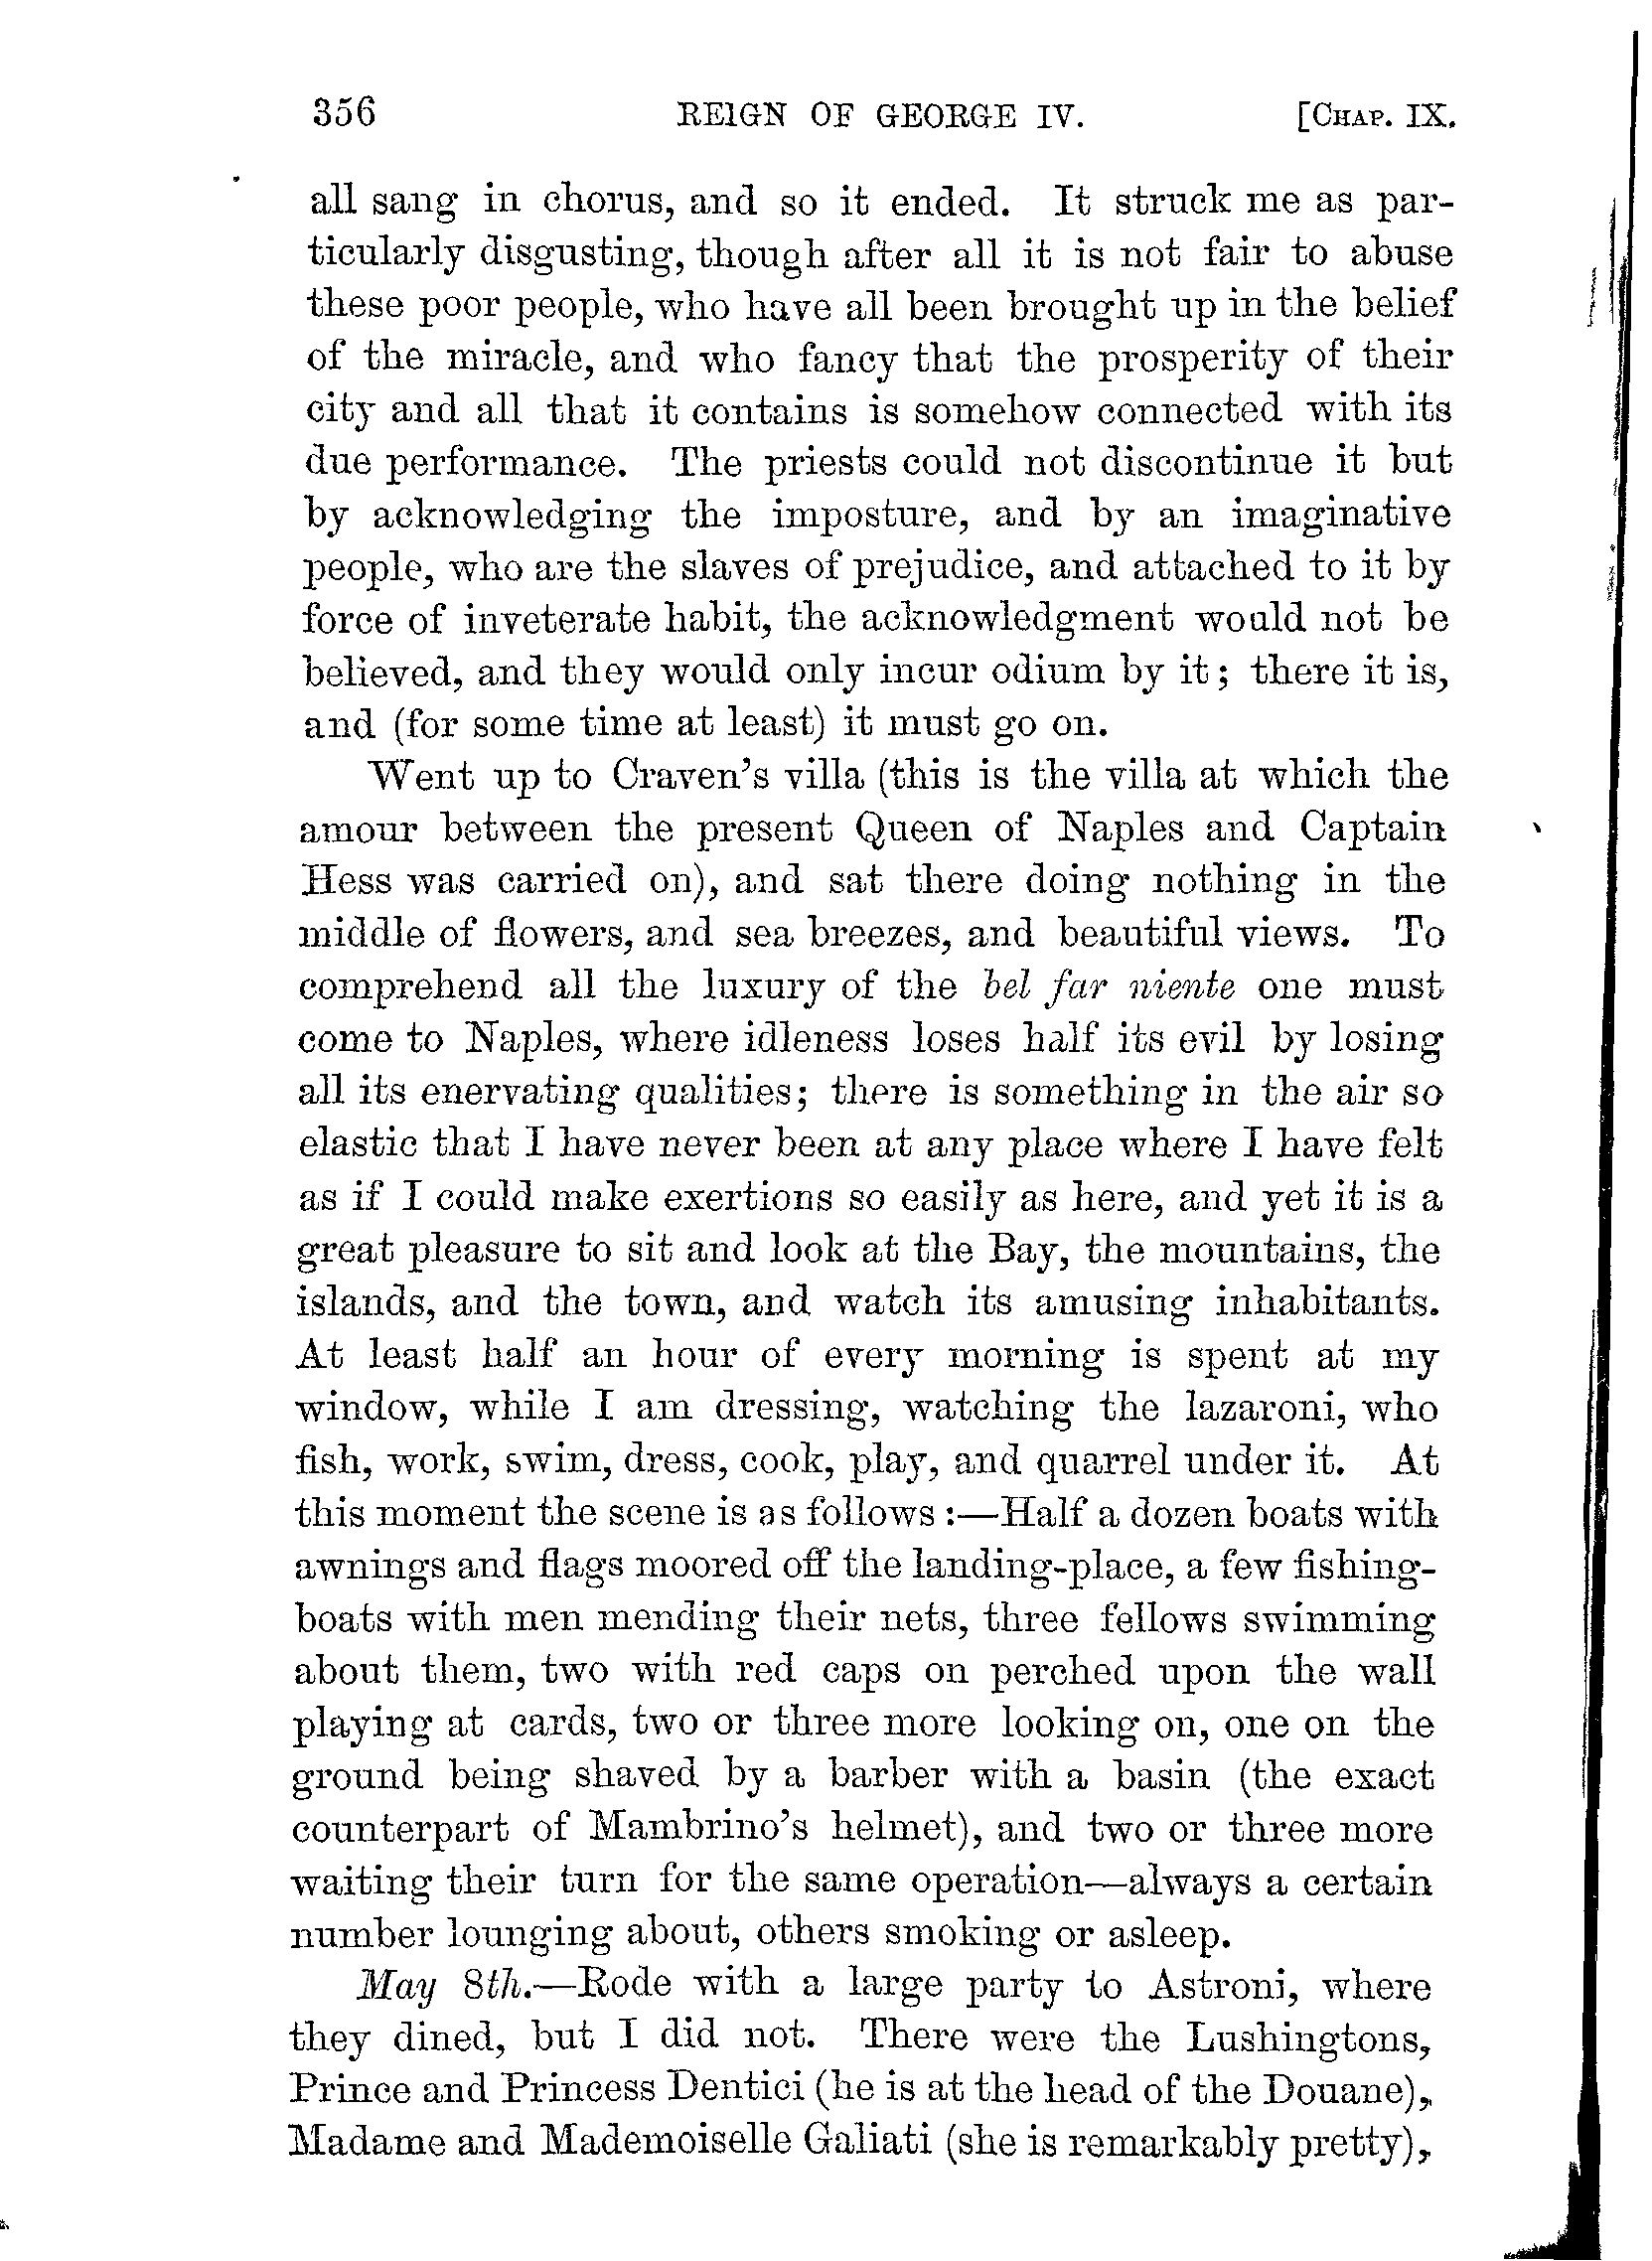 356 REIGN OF GEORGE IV. [CHAP. IX.
all sang in chorus, and so it ended. It struck me as par-
ticularly disgusting, though after all it is not fair to abuse
these poor people, who have all been brought up in the belief
of the miracle, and who fancy that the prosperity of their
city and all that it contains is somehow connected with its
due performance. The priests could not discontinue it but
by acknowledging the imposture, and by an imaginative
people, who are the slaves of prejudice, and attached to it by
force of inveterate habit, the acknowledgment would not be
believed, and they would only incur odium by it; there it is,
and (for some time at least) it must go on.
Went up to Craven's villa (this is the villa at which the
amour between the present Queen of Naples and Captain
Hess was carried on), and sat there doing nothing in the
middle of flowers, and sea breezes, and beautiful views. To
comprehend all the luxury of the bel far niente one must
come to Naples, where idleness loses half its evil by losing
all its enervating qualities; there is something in the air so
elastic that I have never been at any place where I have felt
as if I could make exertions so easily as here, and yet it is a
great pleasure to sit and look at the Bay, the mountains, the
islands, and the town, and watch its amusing inhabitants.
At least half an hour of every morning is spent at my
window, while I am dressing, watching the lazaroni, who
fish, work, swim, dress, cook, play, and quarrel under it. At
this moment the scene is as follows:—Half a dozen boats with
awnings and flags moored off the landing-place, a few fishing-
boats with men mending their nets, three fellows swimming
about them, two with red caps on perched upon the wall
playing at cards, two or three more looking on, one on the
ground being shaved by a barber with a basin (the exact
counterpart of Mambrino's helmet), and two or three more
waiting their turn for the same operation—always a certain
number lounging about, others smoking or asleep.
May 8th.—Rode with a large party to Astroni, where
they dined, but I did not. There were the Lushingtons,
Prince and Princess Dentici (he is at the head of the Douane),
Madame and Mademoiselle Galiati (she is remarkably pretty),